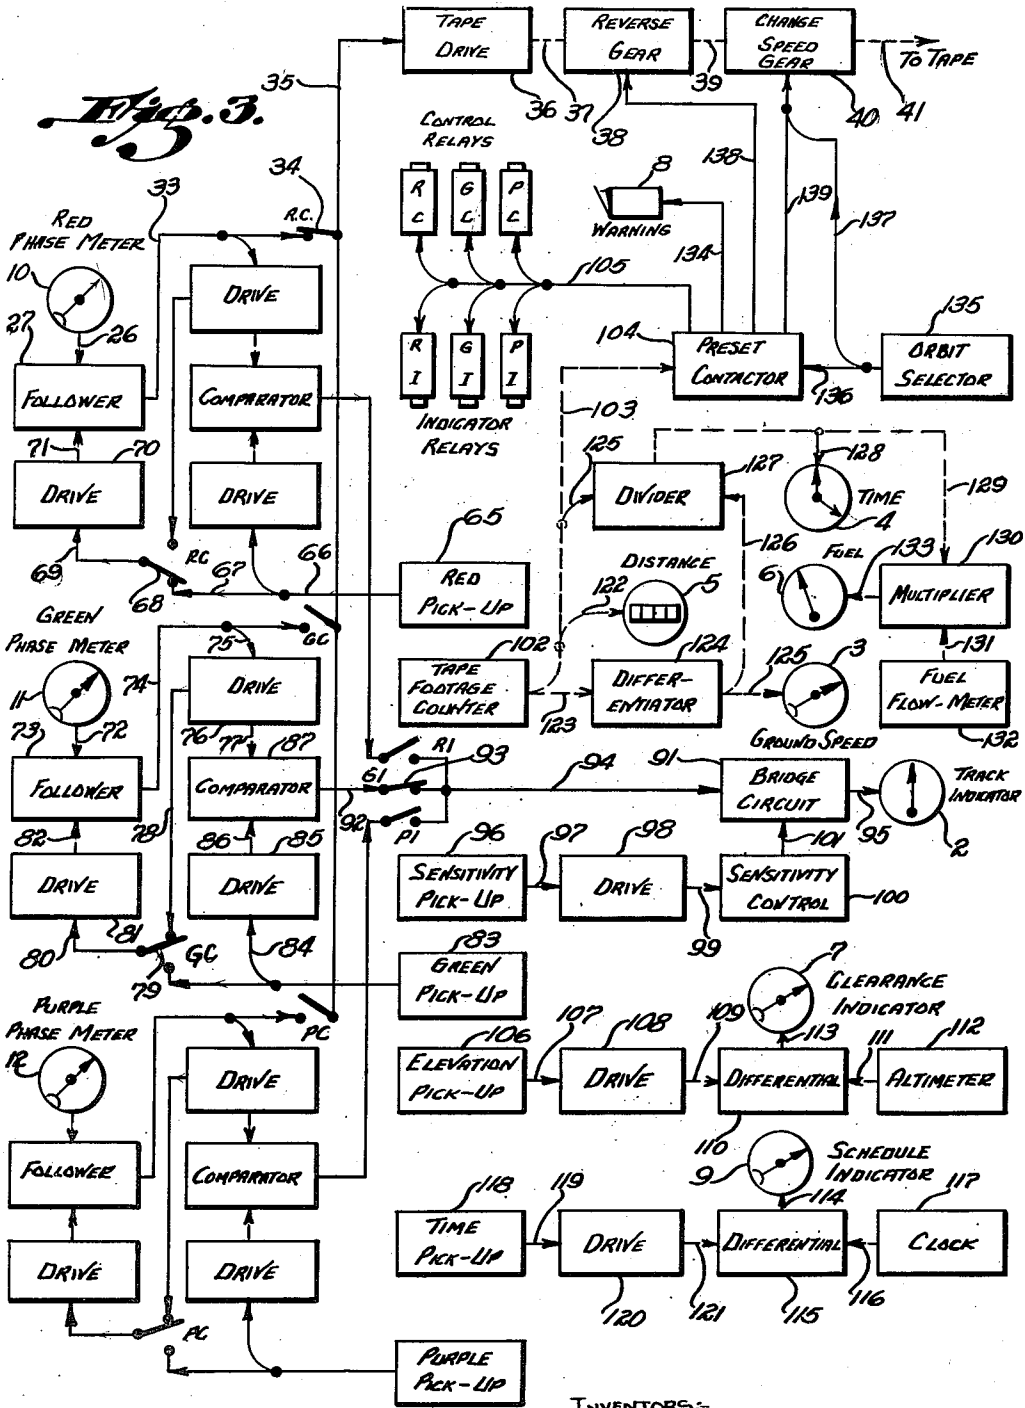 Fig. 3.
TAPE
DRIVE
REVERSE
GEAR
CHANGE
SPEED
GEAR
TO TAPE
35
36
37
38
39
40
41
CONTROL
RELAYS
R
C
G
C
P
C
8
WARNING
138
139
137
134
105
33
34
R.C.
RED
PHASE METER
10
DRIVE
27
26
FOLLOWER
COMPARATOR
R
I
G
I
P
I
INDICATOR
RELAYS
104
PRESET
CONTACTOR
135
ORBIT
SELECTOR
136
103
71
70
DRIVE
DRIVE
125
127
DIVIDER
128
TIME
4
129
126
69
RC
68
67
66
65
RED
PICK-UP
DISTANCE
5
122
FUEL
6
133
130
MULTIPLIER
131
GREEN
PHASE METER
11
75
GC
74
DRIVE
102
TAPE
FOOTAGE
COUNTER
123
124
DIFFER-
ENTIATOR
125
3
GROUND SPEED
FUEL
FLOW-METER
132
73
72
76
77
87
FOLLOWER
COMPARATOR
RI
GI
93
92
PI
94
91
BRIDGE
CIRCUIT
95
TRACK
INDICATOR
2
82
78
86
85
DRIVE
DRIVE
96
SENSITIVITY
PICK-UP
97
98
DRIVE
99
101
SENSITIVITY
CONTROL
100
80
81
79
GC
84
83
GREEN
PICK-UP
7
CLEARANCE
INDICATOR
PURPLE
PHASE METER
12
PC
DRIVE
106
ELEVATION
PICK-UP
107
108
DRIVE
109
113
DIFFERENTIAL
110
111
112
ALTIMETER
FOLLOWER
COMPARATOR
9
SCHEDULE
INDICATOR
DRIVE
DRIVE
118
TIME
PICK-UP
119
DRIVE
120
121
114
DIFFERENTIAL
115
116
117
CLOCK
PC
PURPLE
PICK-UP
INVENTORS:-